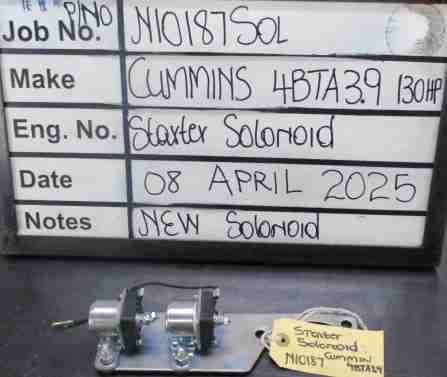 P/NO
Job No. N10187SOL
Make CUMMINS 4BTA3.9 130HP
Eng. No. Starter Solonoid
Date 08 APRIL 2025
Notes NEW Solonoid
Starter
Solonoid
N10187 Cummin
4BTA3.9